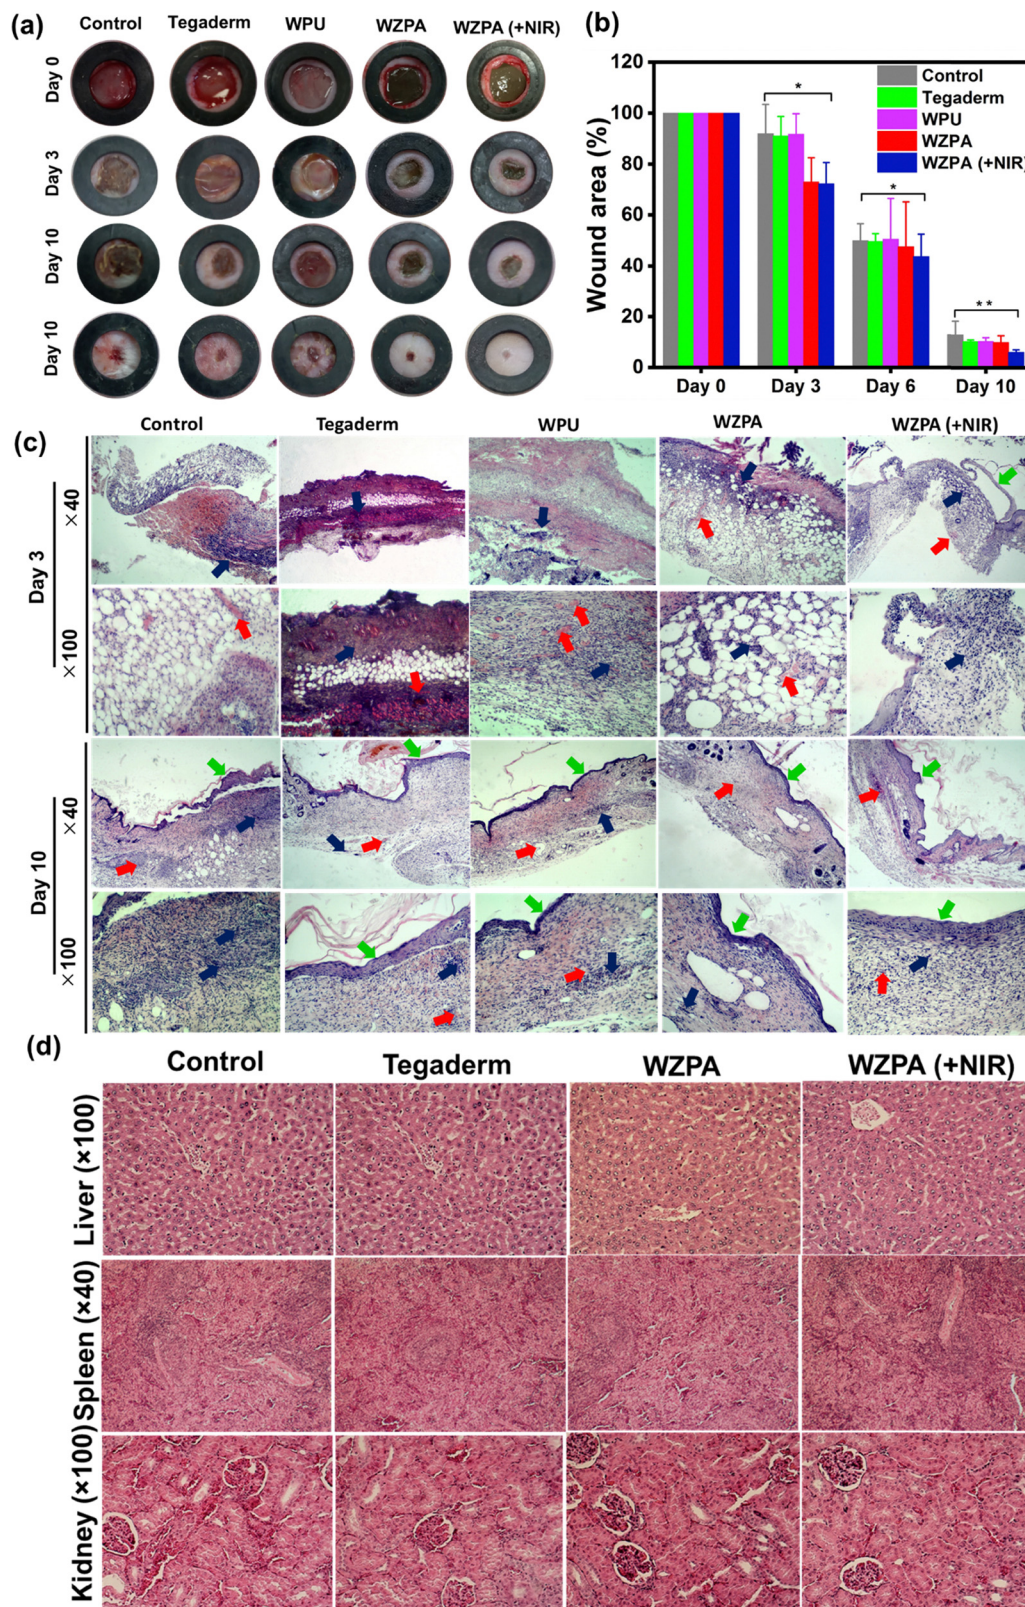 (a)
Control Tegaderm WPU WZPA WZPA (+NIR)
Day 0
Day 3
Day 10
Day 10
(b)
Wound area (%)
120
100
80
60
40
20
0
Control
Tegaderm
WPU
WZPA
WZPA (+NIR)
*
*
**
Day 0 Day 3 Day 6 Day 10
(c)
Control Tegaderm WPU WZPA WZPA (+NIR)
Day 3
×40
×100
Day 10
×40
×100
(d)
Control Tegaderm WZPA WZPA (+NIR)
Liver (×100)
Spleen (×40)
Kidney (×100)